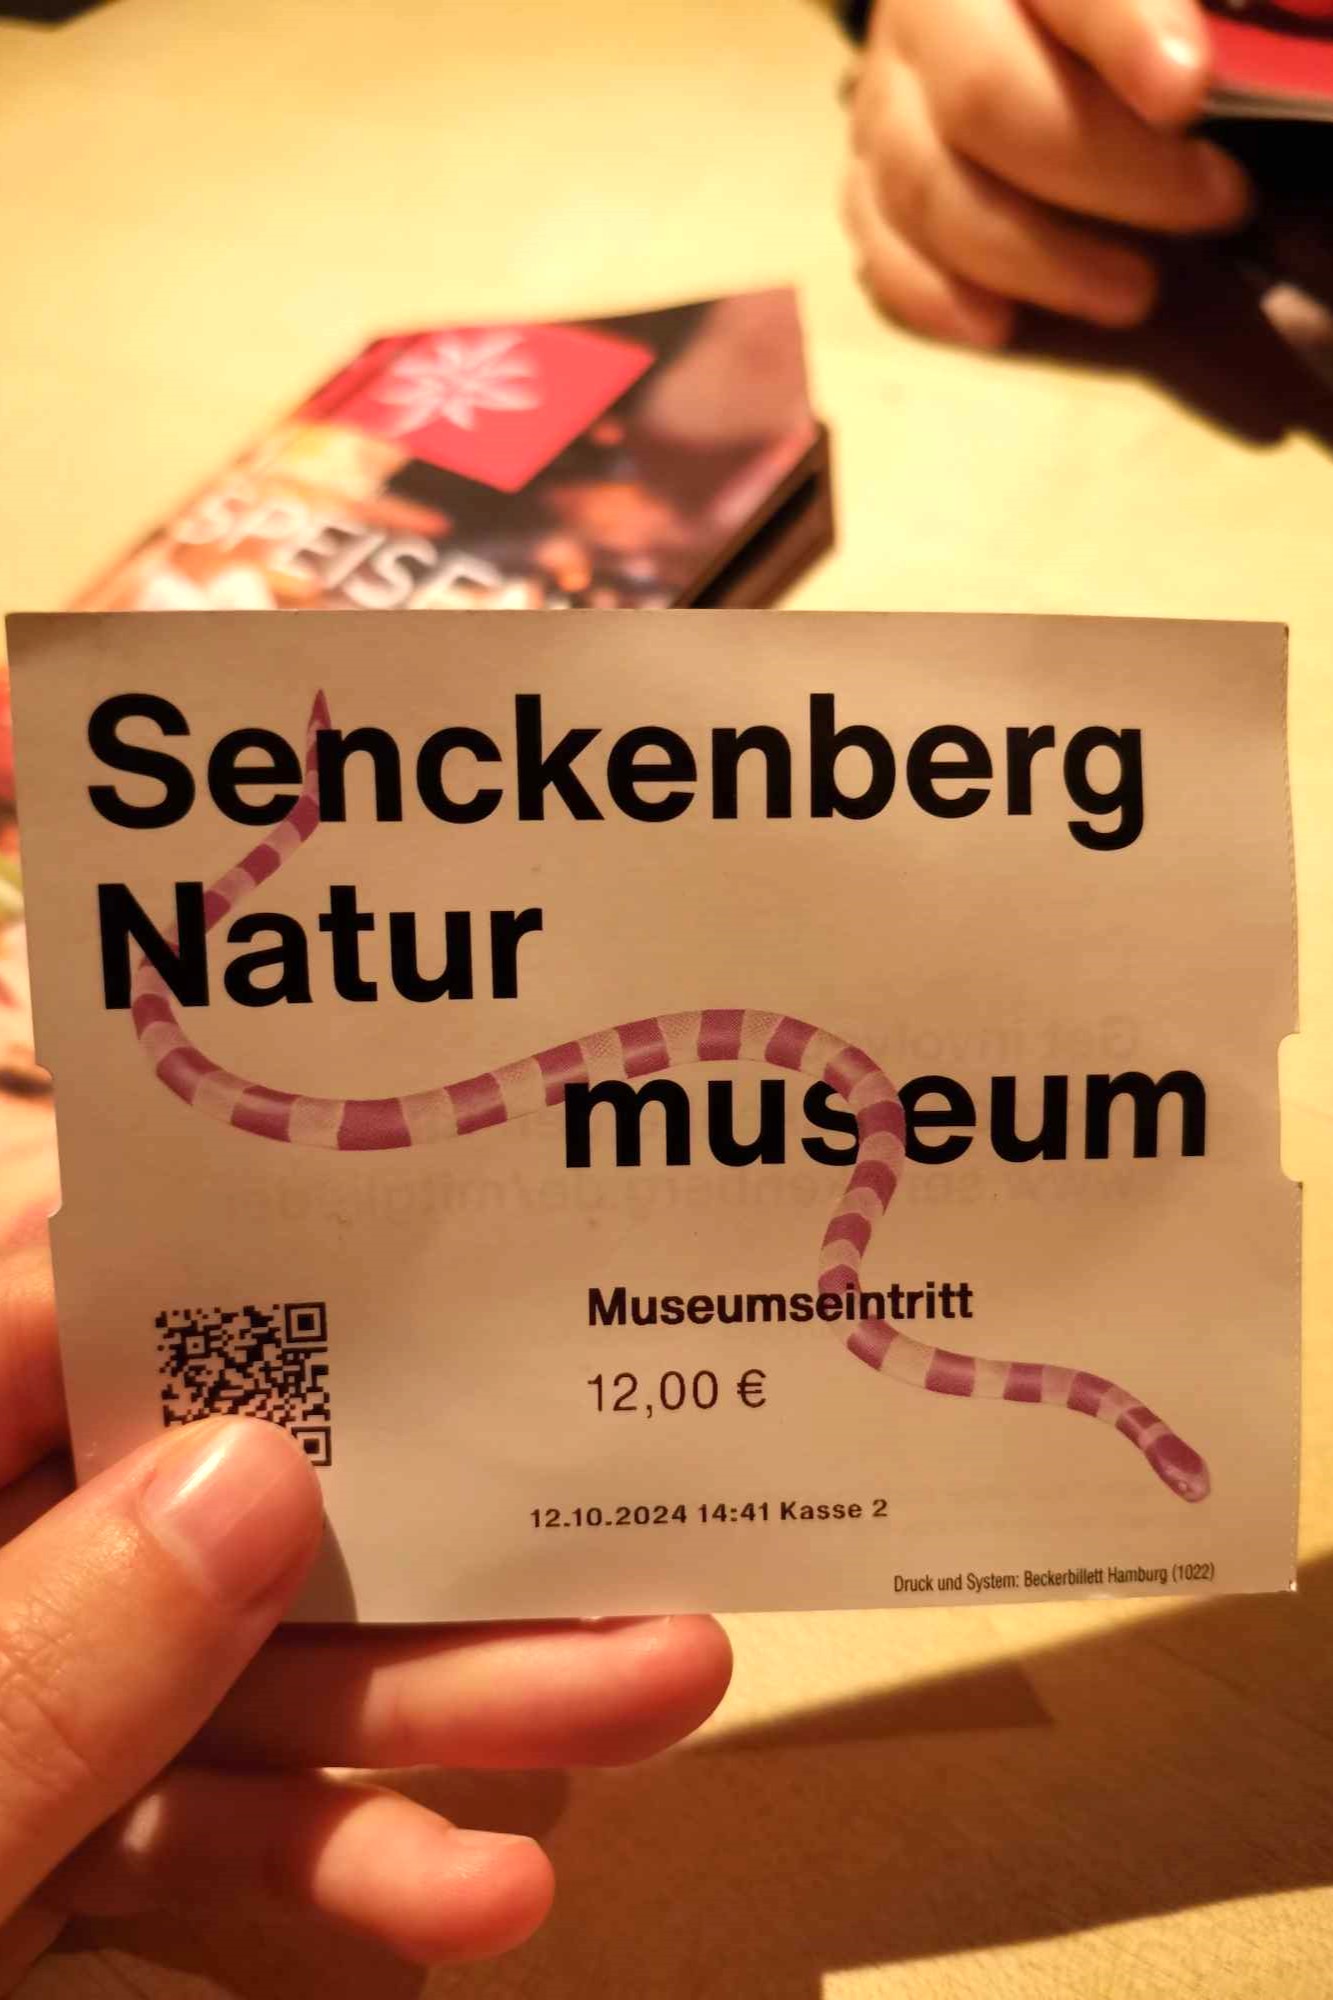 Senckenberg
Natur
museum
Museumseintritt
12,00 €
12.10.2024 14:41 Kasse 2
Druck und System: Beckerbillett Hamburg (1022)